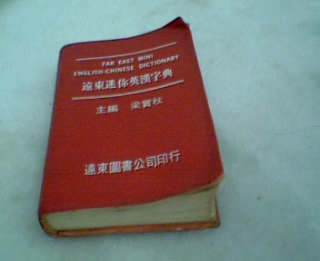 FAR EAST MINI
ENGLISH-CHINESE DICTIONARY
遠東迷你英漢字典
主編 梁實秋
遠東圖書公司印行